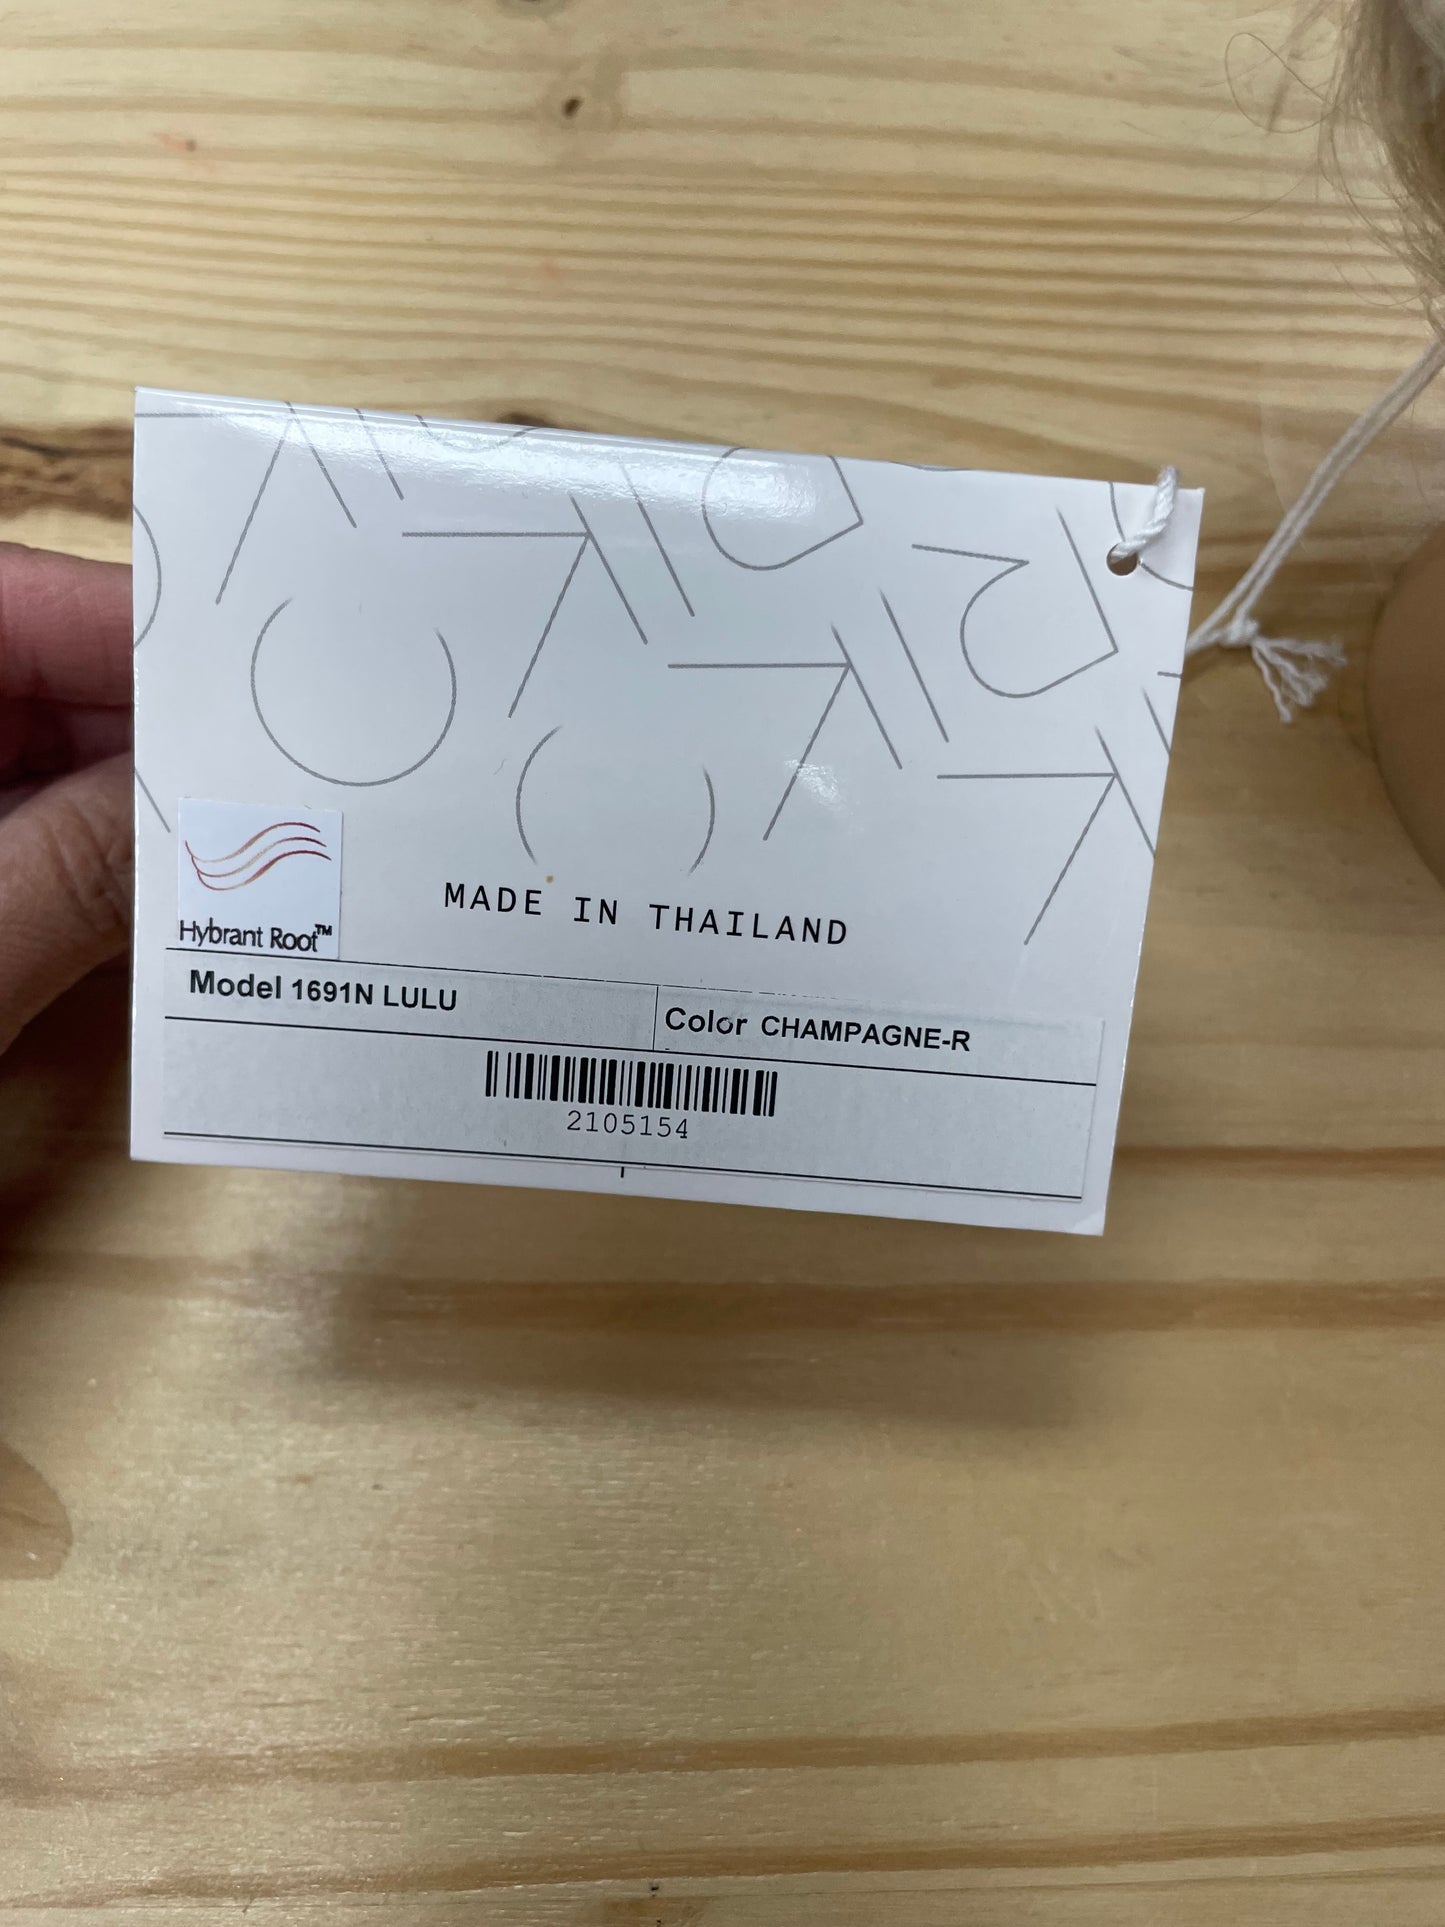 MADE IN THAILAND
Hybrant Root™
Model 1691N LULU
Color CHAMPAGNE-R
2105154